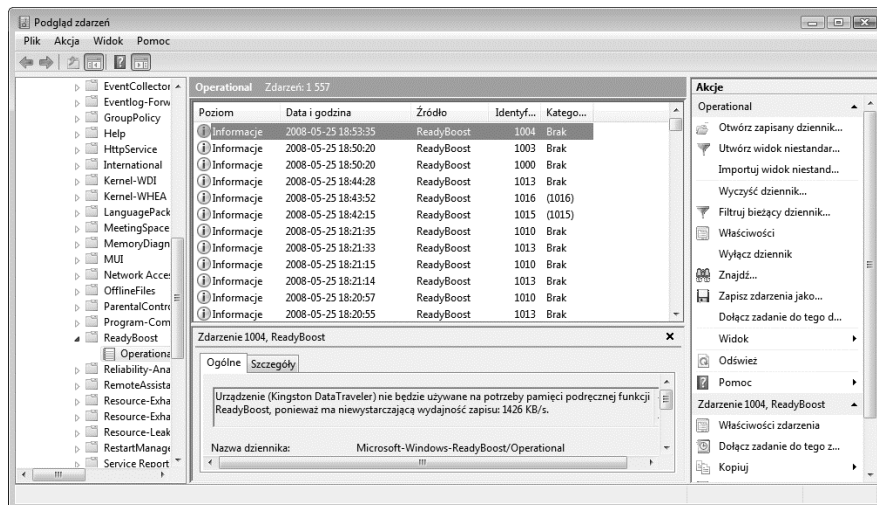 Podgląd zdarzeń
Plik Akcja Widok Pomoc
EventCollector
Eventlog-Forw
GroupPolicy
Help
HttpService
International
Kernel-WDI
Kernel-WHEA
LanguagePack
MeetingSpace
MemoryDiagn
MUI
Network Acces
OfflineFiles
ParentalContro
Program-Com
ReadyBoost
Operationa
Reliability-Ana
RemoteAssista
Resource-Exha
Resource-Exha
Resource-Leak
RestartManage
Service Report
Operational Zdarzeń: 1 557
Poziom Data i godzina Źródło Identyf... Katego...
Informacje 2008-05-25 18:53:35 ReadyBoost 1004 Brak
Informacje 2008-05-25 18:50:20 ReadyBoost 1003 Brak
Informacje 2008-05-25 18:50:20 ReadyBoost 1000 Brak
Informacje 2008-05-25 18:44:28 ReadyBoost 1013 Brak
Informacje 2008-05-25 18:43:52 ReadyBoost 1016 (1016)
Informacje 2008-05-25 18:42:15 ReadyBoost 1015 (1015)
Informacje 2008-05-25 18:21:35 ReadyBoost 1010 Brak
Informacje 2008-05-25 18:21:33 ReadyBoost 1013 Brak
Informacje 2008-05-25 18:21:15 ReadyBoost 1010 Brak
Informacje 2008-05-25 18:21:14 ReadyBoost 1013 Brak
Informacje 2008-05-25 18:20:57 ReadyBoost 1010 Brak
Informacje 2008-05-25 18:20:55 ReadyBoost 1013 Brak
Zdarzenie 1004, ReadyBoost
Ogólne Szczegóły
Urządzenie (Kingston DataTraveler) nie będzie używane na potrzeby pamięci podręcznej funkcji
ReadyBoost, ponieważ ma niewystarczającą wydajność zapisu: 1426 KB/s.
Nazwa dziennika: Microsoft-Windows-ReadyBoost/Operational
Akcje
Operational
Otwórz zapisany dziennik...
Utwórz widok niestandar...
Importuj widok niestand...
Wyczyść dziennik...
Filtruj bieżący dziennik...
Właściwości
Wyłącz dziennik
Znajdź...
Zapisz zdarzenia jako...
Dołącz zadanie do tego d...
Widok
Odśwież
Pomoc
Zdarzenie 1004, ReadyBoost
Właściwości zdarzenia
Dołącz zadanie do tego z...
Kopiuj